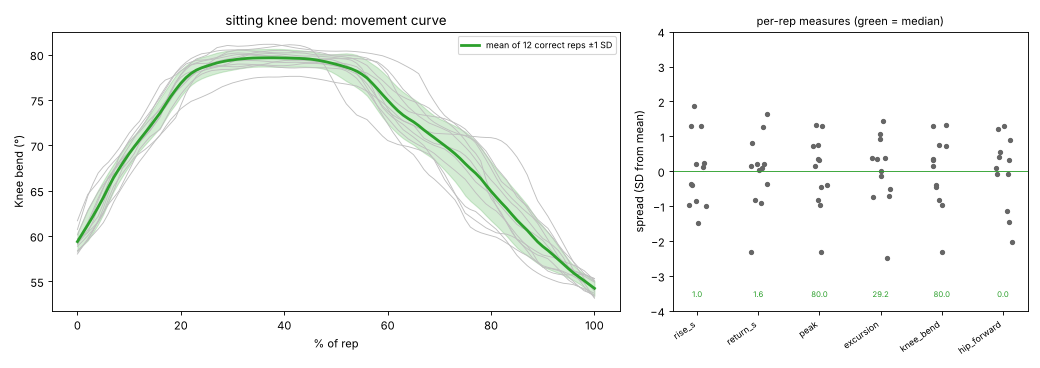 sitting knee bend: movement curve
mean of 12 correct reps ±1 SD
Knee bend (°)
80
75
70
65
60
55
0 20 40 60 80 100
% of rep
per-rep measures (green = median)
spread (SD from mean)
4
3
2
1
0
−1
−2
−3
−4
1.0 1.6 80.0 29.2 80.0 0.0
rise_s return_s peak excursion knee_bend hip_forward